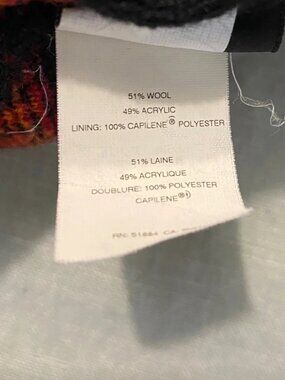 51% WOOL
49% ACRYLIC
LINING: 100% CAPILENE® POLYESTER
51% LAINE
49% ACRYLIQUE
DOUBLURE: 100% POLYESTER
CAPILENE®
RN: 51884 CA